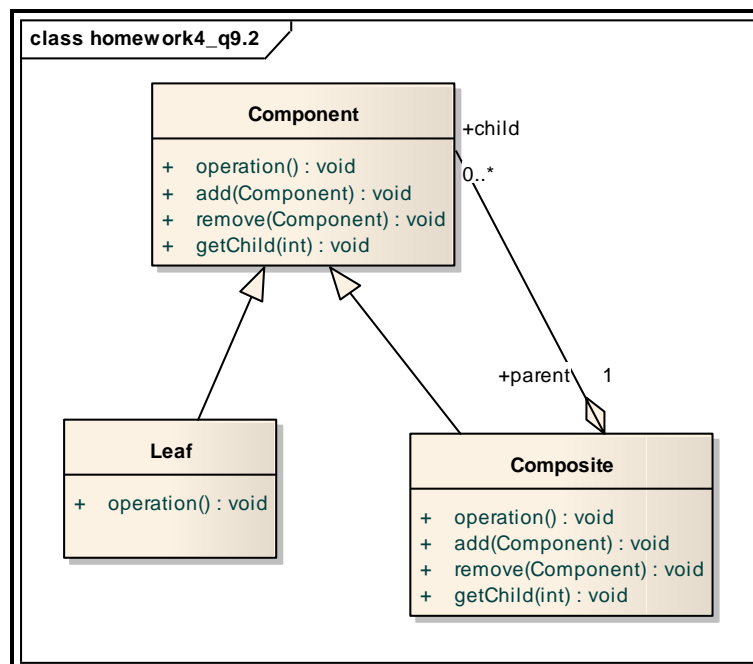 class homework4_q9.2
Component
+ operation() : void
+ add(Component) : void
+ remove(Component) : void
+ getChild(int) : void
+child
0..*
+parent 1
Leaf
+ operation() : void
Composite
+ operation() : void
+ add(Component) : void
+ remove(Component) : void
+ getChild(int) : void